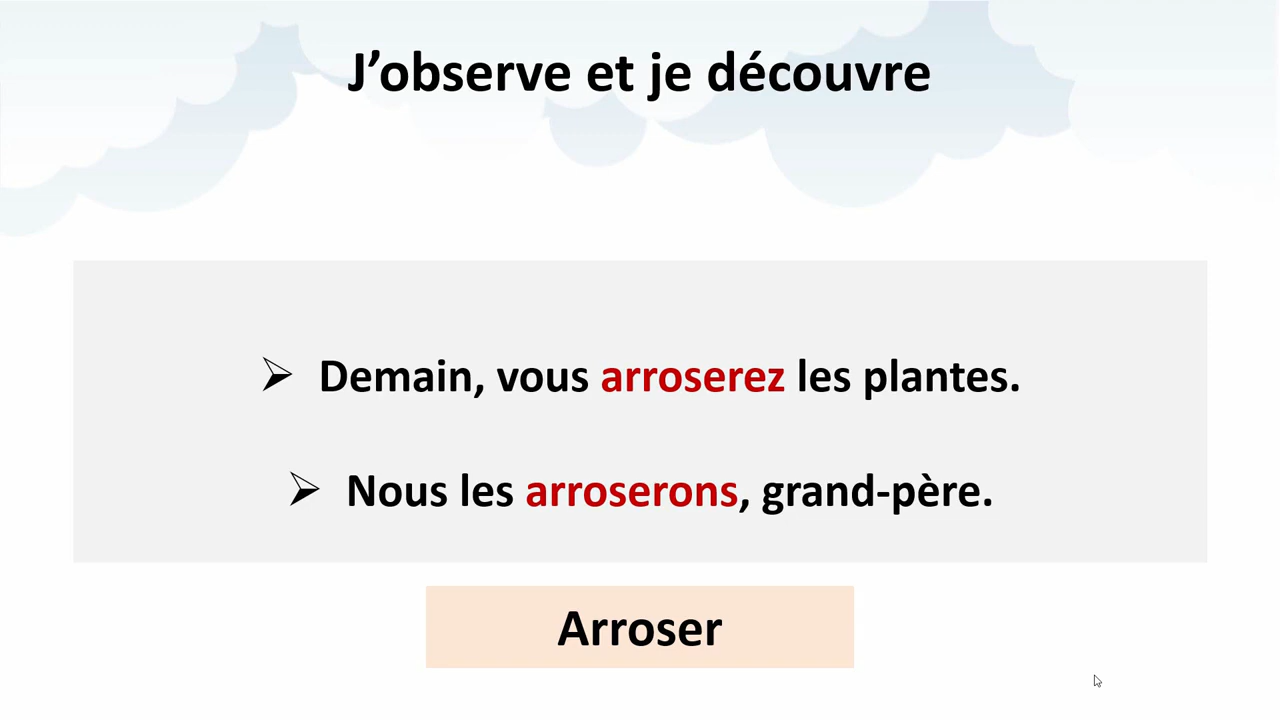 J’observe et je découvre
➢ Demain, vous arroserez les plantes.
➢ Nous les arroserons, grand-père.
Arroser